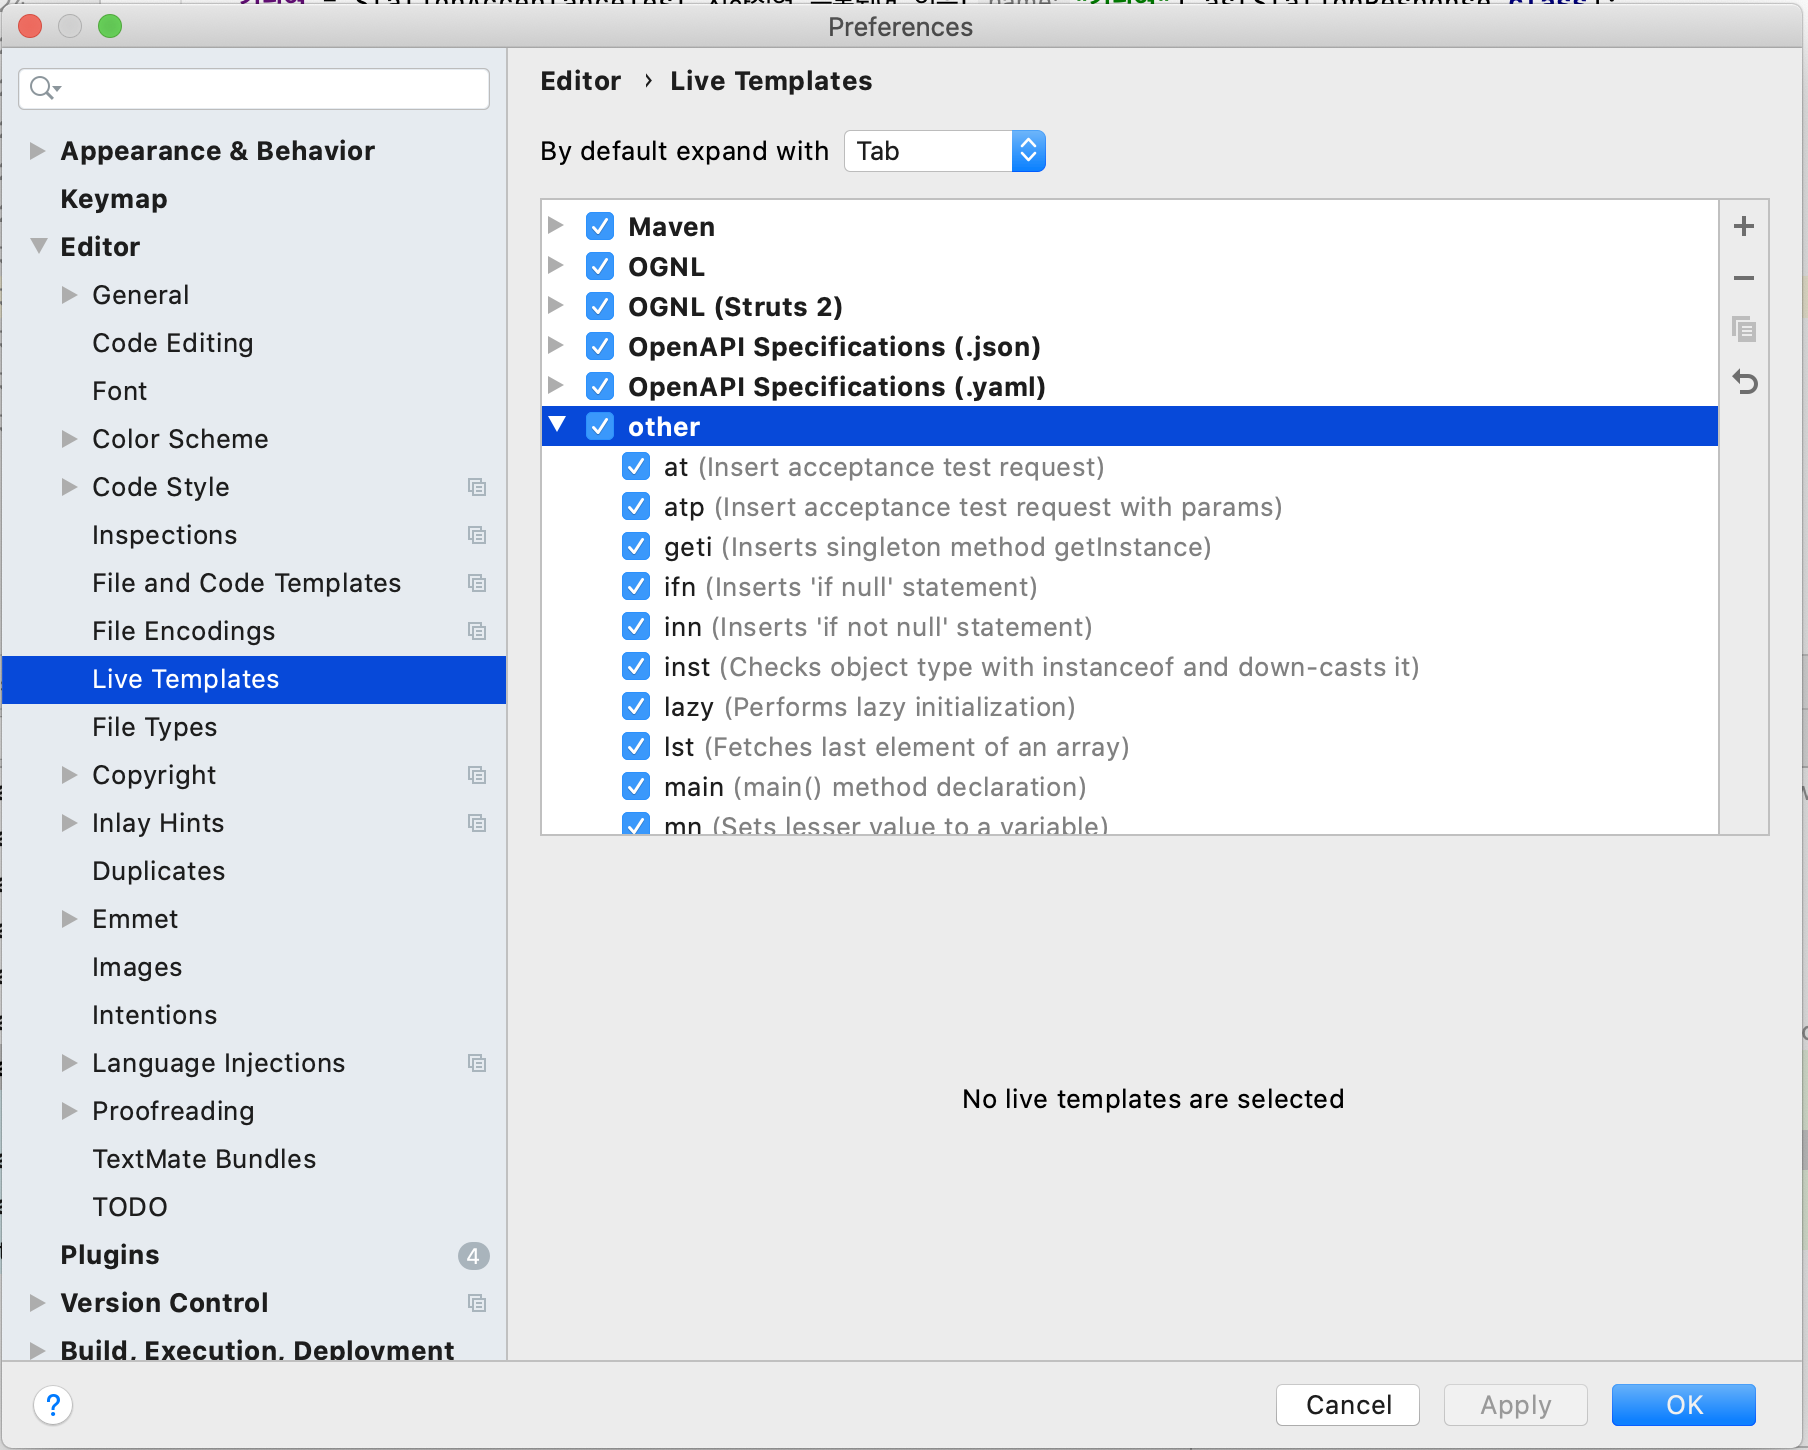 Preferences
Appearance & Behavior
Keymap
Editor
General
Code Editing
Font
Color Scheme
Code Style
Inspections
File and Code Templates
File Encodings
Live Templates
File Types
Copyright
Inlay Hints
Duplicates
Emmet
Images
Intentions
Language Injections
Proofreading
TextMate Bundles
TODO
Plugins 4
Version Control
Build, Execution, Deployment
Editor › Live Templates
By default expand with Tab
Maven
OGNL
OGNL (Struts 2)
OpenAPI Specifications (.json)
OpenAPI Specifications (.yaml)
other
at (Insert acceptance test request)
atp (Insert acceptance test request with params)
geti (Inserts singleton method getInstance)
ifn (Inserts 'if null' statement)
inn (Inserts 'if not null' statement)
inst (Checks object type with instanceof and down-casts it)
lazy (Performs lazy initialization)
lst (Fetches last element of an array)
main (main() method declaration)
mn (Sets lesser value to a variable)
No live templates are selected
?
Cancel
Apply
OK